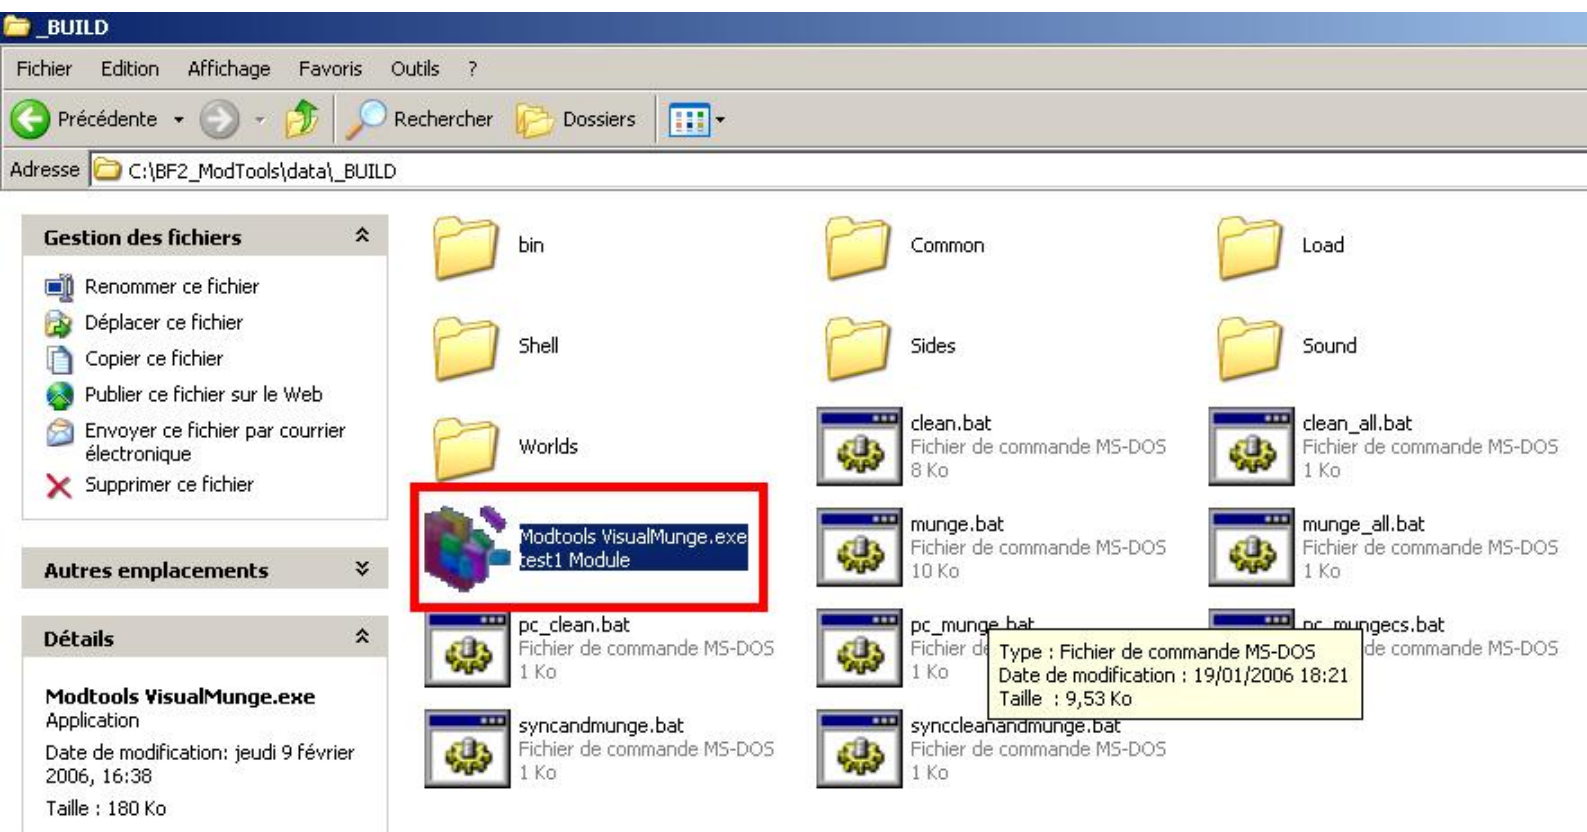 _BUILD
Fichier Edition Affichage Favoris Outils ?
Précédente Rechercher Dossiers
Adresse C:\BF2_ModTools\data\_BUILD
Gestion des fichiers
Renommer ce fichier
Déplacer ce fichier
Copier ce fichier
Publier ce fichier sur le Web
Envoyer ce fichier par courrier
électronique
Supprimer ce fichier
Autres emplacements
Détails
Modtools VisualMunge.exe
Application
Date de modification: jeudi 9 février
2006, 16:38
Taille : 180 Ko
bin
Common
Load
Shell
Sides
Sound
Worlds
clean.bat
Fichier de commande MS-DOS
8 Ko
clean_all.bat
Fichier de commande MS-DOS
1 Ko
Modtools VisualMunge.exe
test1 Module
munge.bat
Fichier de commande MS-DOS
10 Ko
munge_all.bat
Fichier de commande MS-DOS
1 Ko
pc_clean.bat
Fichier de commande MS-DOS
1 Ko
pc_munge.bat
Fichier de
1 Ko
pc_mungecs.bat
de commande MS-DOS
Type : Fichier de commande MS-DOS
Date de modification : 19/01/2006 18:21
Taille : 9,53 Ko
syncandmunge.bat
Fichier de commande MS-DOS
1 Ko
synccleanandmunge.bat
Fichier de commande MS-DOS
1 Ko